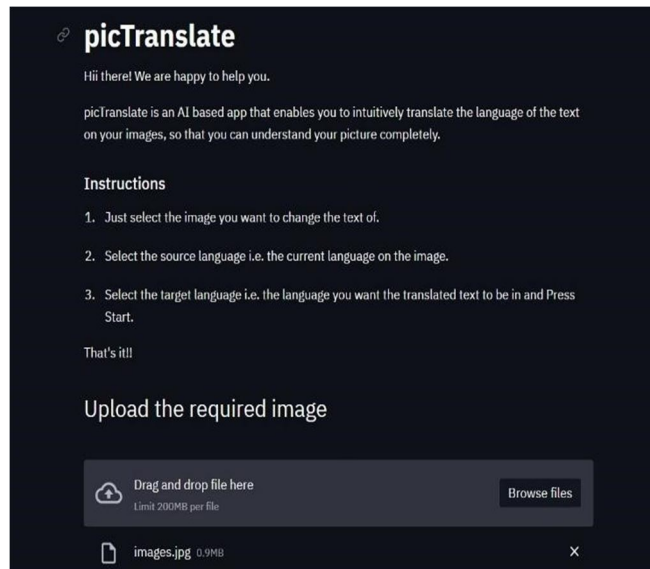 picTranslate
Hii there! We are happy to help you.
picTranslate is an AI based app that enables you to intuitively translate the language of the text
on your images, so that you can understand your picture completely.
Instructions
1. Just select the image you want to change the text of.
2. Select the source language i.e. the current language on the image.
3. Select the target language i.e. the language you want the translated text to be in and Press
Start.
That's it!!
Upload the required image
Drag and drop file here
Browse files
Limit 200MB per file
images.jpg 0.9MB X